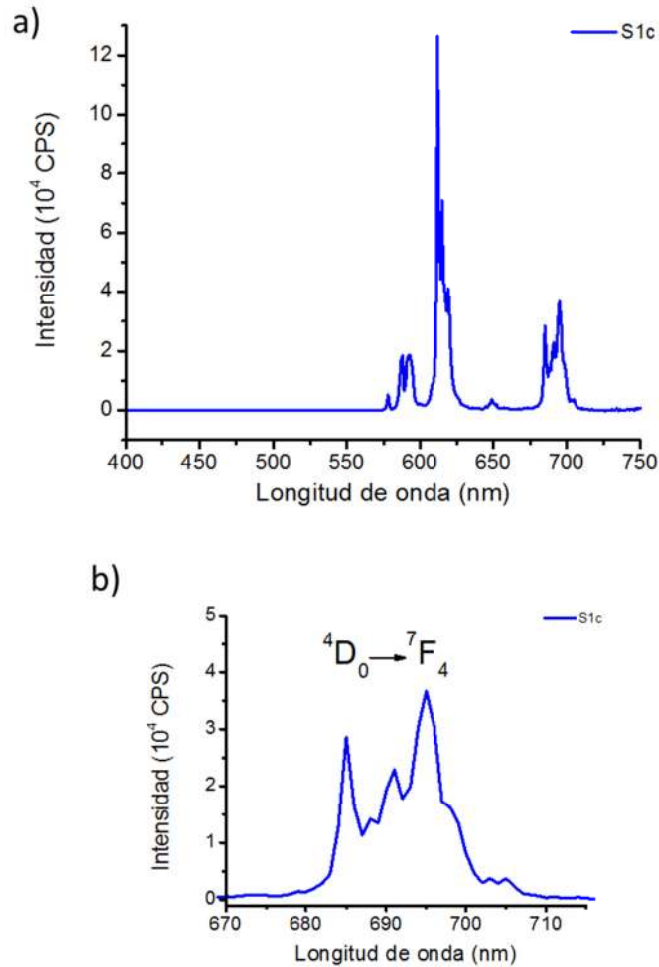 a)
S1c
Intensidad (10⁴ CPS)
12
10
8
6
4
2
0
400 450 500 550 600 650 700 750
Longitud de onda (nm)
b)
S1c
⁴D₀ → ⁷F₄
Intensidad (10⁴ CPS)
5
4
3
2
1
0
670 680 690 700 710
Longitud de onda (nm)